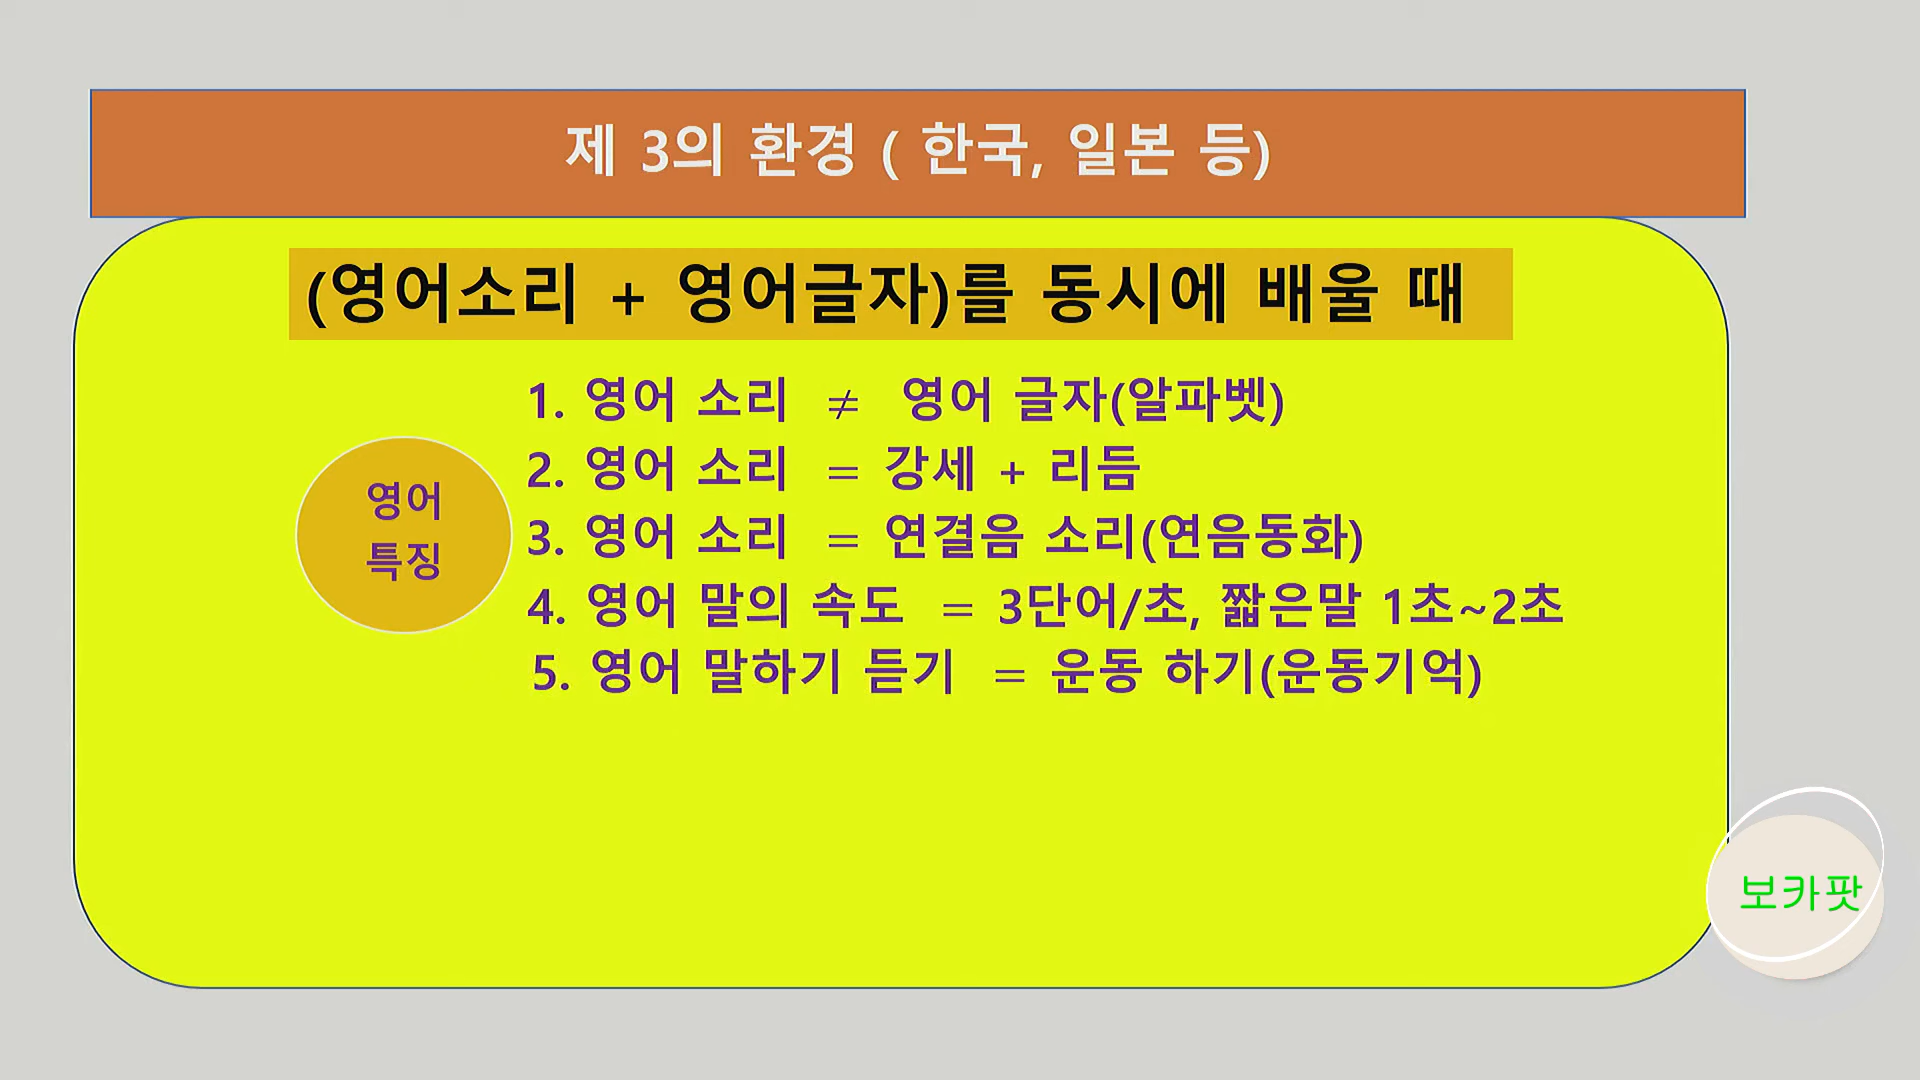 제 3의 환경 ( 한국, 일본 등)
(영어소리 + 영어글자)를 동시에 배울 때
영어
특징
1. 영어 소리 ≠ 영어 글자(알파벳)
2. 영어 소리 = 강세 + 리듬
3. 영어 소리 = 연결음 소리(연음동화)
4. 영어 말의 속도 = 3단어/초, 짧은말 1초~2초
5. 영어 말하기 듣기 = 운동 하기(운동기억)
보카팟